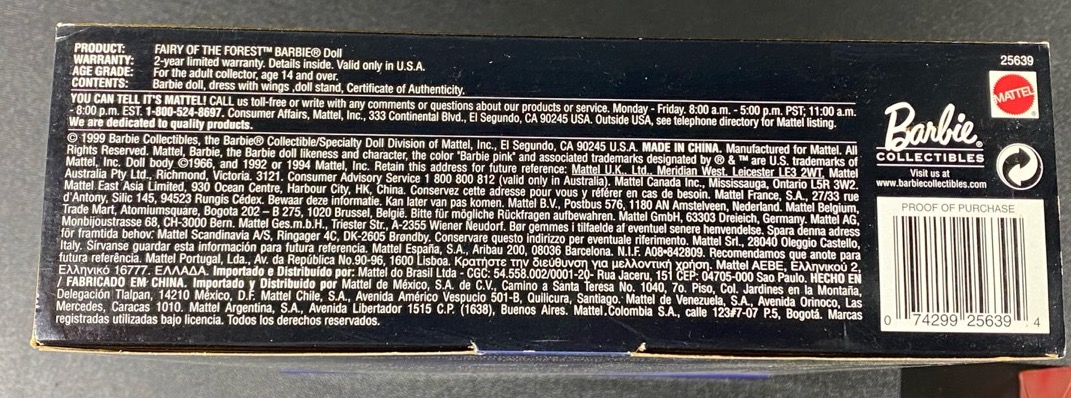 PRODUCT: FAIRY OF THE FOREST™ BARBIE® Doll
WARRANTY: 2-year limited warranty. Details inside. Valid only in U.S.A.
AGE GRADE: For the adult collector, age 14 and over.
CONTENTS: Barbie doll, dress with wings ,doll stand, Certificate of Authenticity.
YOU CAN TELL IT'S MATTEL! CALL us toll-free or write with any comments or questions about our products or service. Monday - Friday, 8:00 a.m. - 5:00 p.m. PST; 11:00 a.m.
- 8:00 p.m. EST. 1-800-524-8697. Consumer Affairs, Mattel, Inc., 333 Continental Blvd., El Segundo, CA 90245 USA. Outside USA, see telephone directory for Mattel listing.
We are dedicated to quality products.
© 1999 Barbie Collectibles, the Barbie® Collectible/Specialty Doll Division of Mattel, Inc., El Segundo, CA 90245 U.S.A. MADE IN CHINA. Manufactured for Mattel. All
Rights Reserved. Mattel, Barbie, the Barbie doll likeness and character, the color "Barbie pink" and associated trademarks designated by ® & ™ are U.S. trademarks of
Mattel, Inc. Doll body ©1966, and 1992 or 1994 Mattel, Inc. Retain this address for future reference: Mattel U.K., Ltd., Meridian West, Leicester LE3 2WT. Mattel
Australia Pty Ltd., Richmond, Victoria. 3121. Consumer Advisory Service 1 800 800 812 (valid only in Australia). Mattel Canada Inc., Mississauga, Ontario L5R 3W2.
Mattel East Asia Limited, 930 Ocean Centre, Harbour City, HK, China. Conservez cette adresse pour vous y référer en cas de besoin. Mattel France, S.A., 27/33 rue
d'Antony, Silic 145, 94523 Rungis Cédex. Bewaar deze informatie. Kan later van pas komen. Mattel B.V., Postbus 576, 1180 AN Amstelveen, Nederland. Mattel Belgium,
Trade Mart, Atomiumsquare, Bogota 202 – B 275, 1020 Brussel, België. Bitte für mögliche Rückfragen aufbewahren. Mattel GmbH, 63303 Dreieich, Germany. Mattel AG,
Monbijoustrasse 68, CH-3000 Bern. Mattel Ges.m.b.H., Triester Str., A-2355 Wiener Neudorf. Bør gemmes i tilfælde af eventuel senere henvendelse. Spara denna adress
för framtida behov. Mattel Scandinavia A/S, Ringager 4C, DK-2605 Brøndby. Conservare questo indirizzo per eventuale riferimento. Mattel Srl., 28040 Oleggio Castello,
Italy. Sírvanse guardar esta información para futura referencia. Mattel España, S.A., Aribau 200, 08036 Barcelona. N.I.F. A08-842809. Recomendamos que anote para
futura referência. Mattel Portugal, Lda., Av. da República No.90-96, 1600 Lisboa. Κρατήστε την διεύθυνση για μελλοντική χρήση. Mattel AEBE, Ελληνικού 2,
Ελληνικό 16777. ΕΛΛΑΔΑ. Importado e Distribuído por: Mattel do Brasil Ltda - CGC: 54.558.002/0001-20- Rua Jaceru, 151 CEP: 04705-000 Sao Paulo. HECHO EN
/ FABRICADO EM CHINA. Importado y Distribuido por Mattel de México, S.A. de C.V., Camino a Santa Teresa No. 1040, 7o. Piso, Col. Jardines en la Montaña,
Delegación Tlalpan, 14210 México, D.F. Mattel Chile, S.A., Avenida Américo Vespucio 501-B, Quilicura, Santiago. Mattel de Venezuela, S.A., Avenida Orinoco, Las
Mercedes, Caracas 1010. Mattel Argentina, S.A., Avenida Libertador 1515 C.P. (1638), Buenos Aires. Mattel.Colombia S.A., calle 123#7-07 P.5, Bogotá. Marcas
registradas utilizadas bajo licencia. Todos los derechos reservados.
25639
MATTEL
Barbie®
COLLECTIBLES
Visit us at
www.barbiecollectibles.com
PROOF OF PURCHASE
0 74299 25639 4